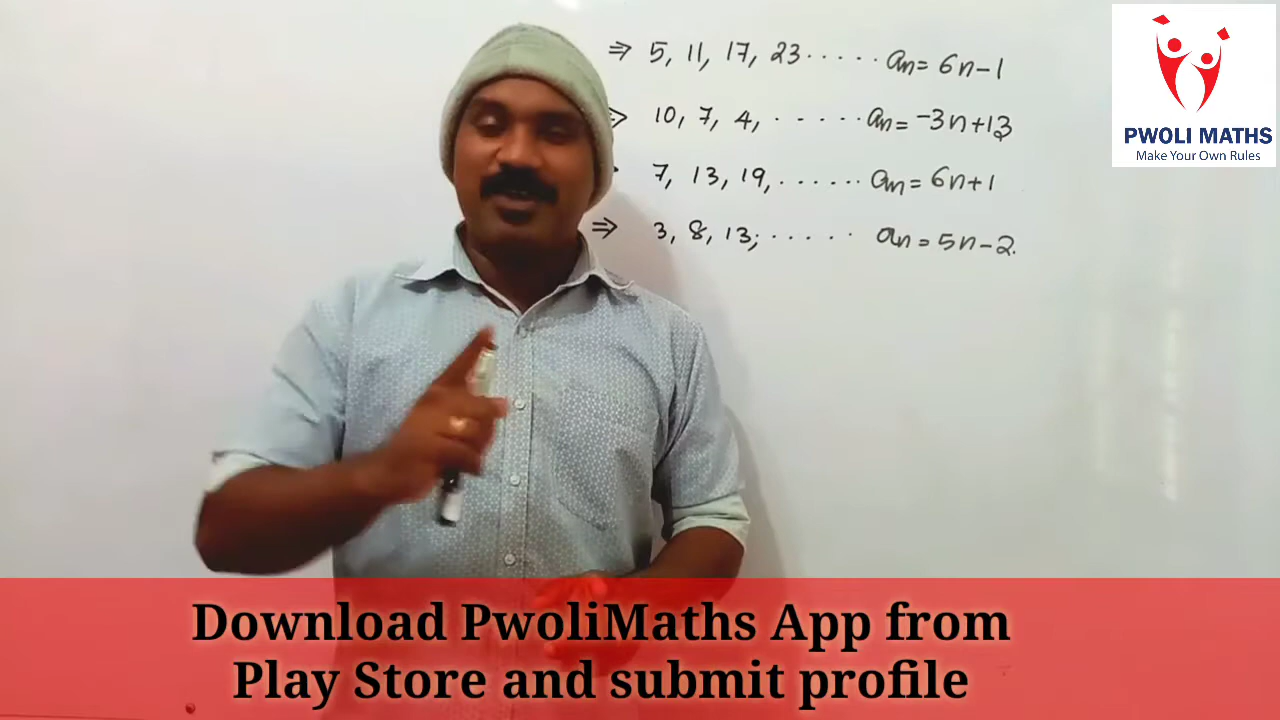 ⇒ 5, 11, 17, 23 ..... an = 6n-1
⇒ 10, 7, 4, ...... an = -3n+13
7, 13, 19, ...... an = 6n+1
⇒ 3, 8, 13; ...... an = 5n-2.
PWOLI MATHS
Make Your Own Rules
Download PwoliMaths App from
Play Store and submit profile